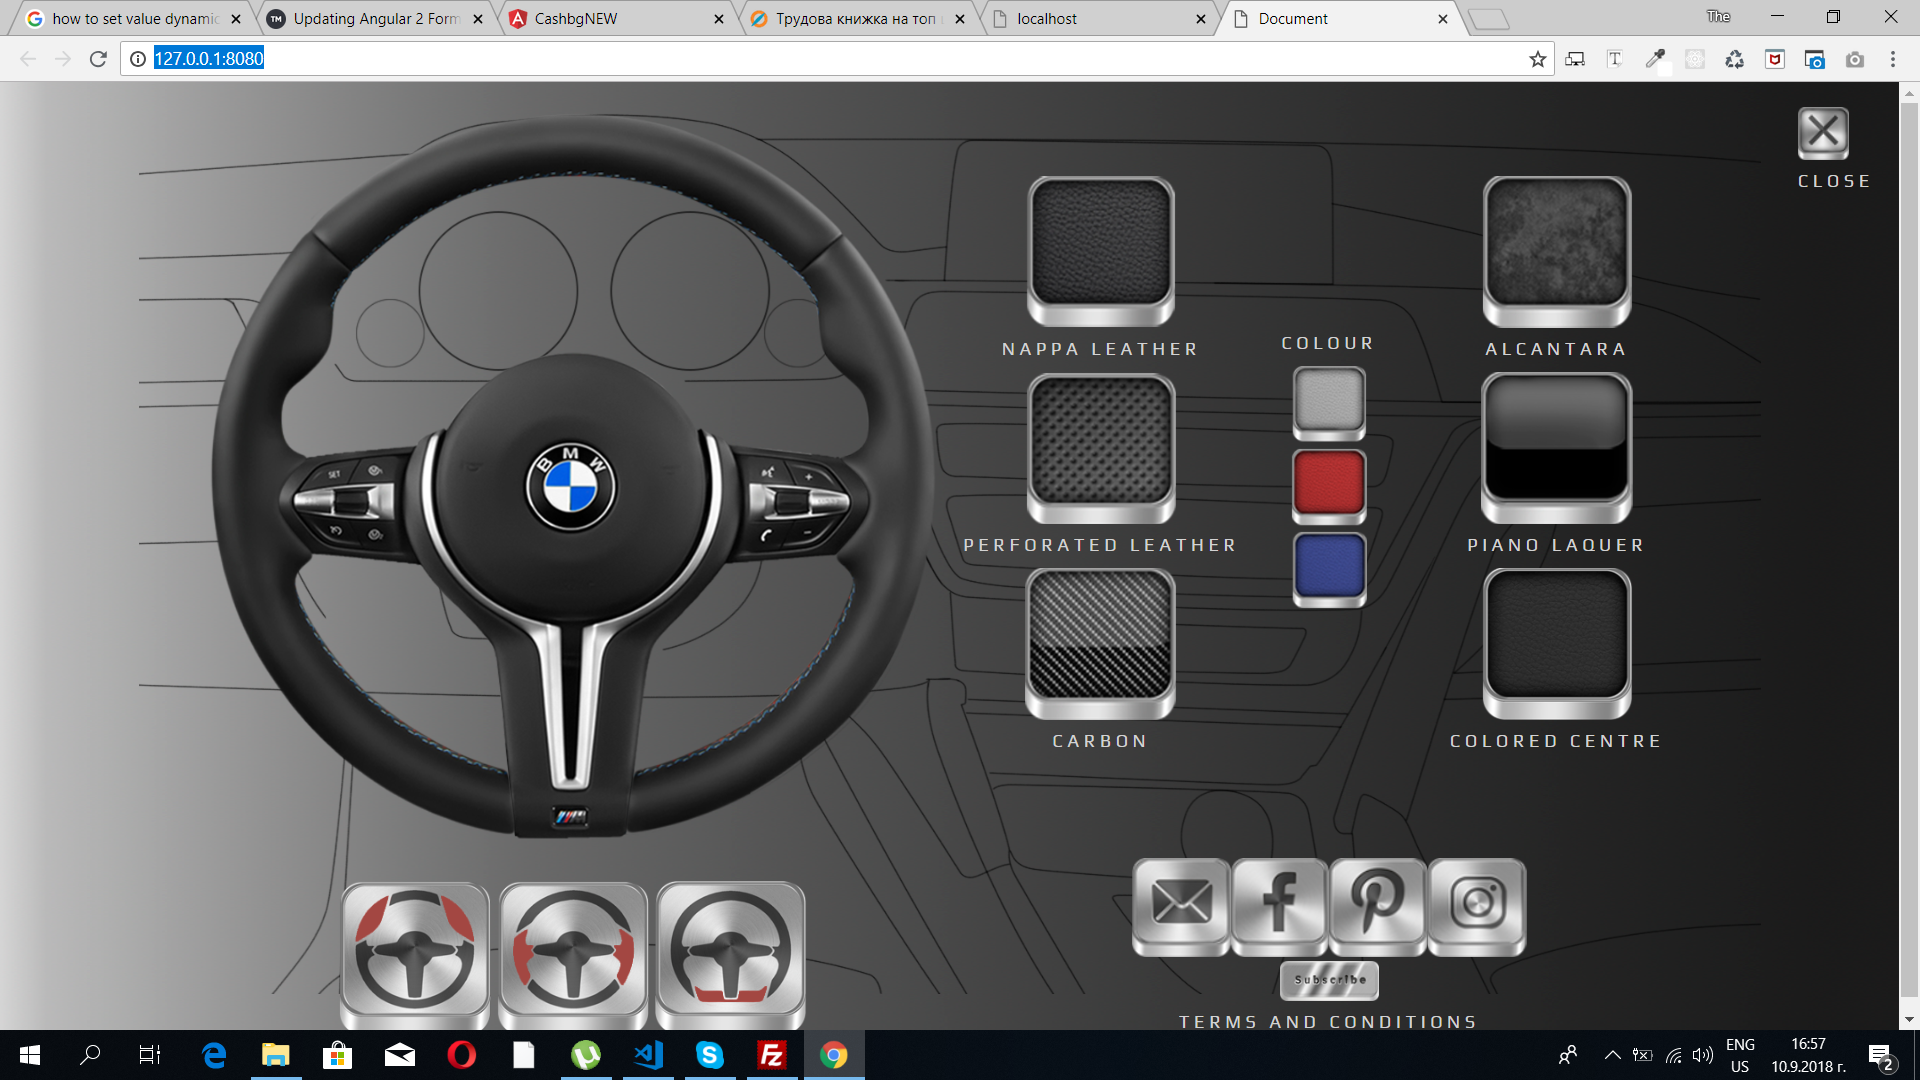 how to set value dynamic
Updating Angular 2 Form
CashbgNEW
Трудова книжка на топ
localhost
Document
The
127.0.0.1:8080
CLOSE
NAPPA LEATHER
COLOUR
ALCANTARA
PERFORATED LEATHER
PIANO LAQUER
CARBON
COLORED CENTRE
SET
BMW
Subscribe
TERMS AND CONDITIONS
ENG
US
16:57
10.9.2018 г.
2